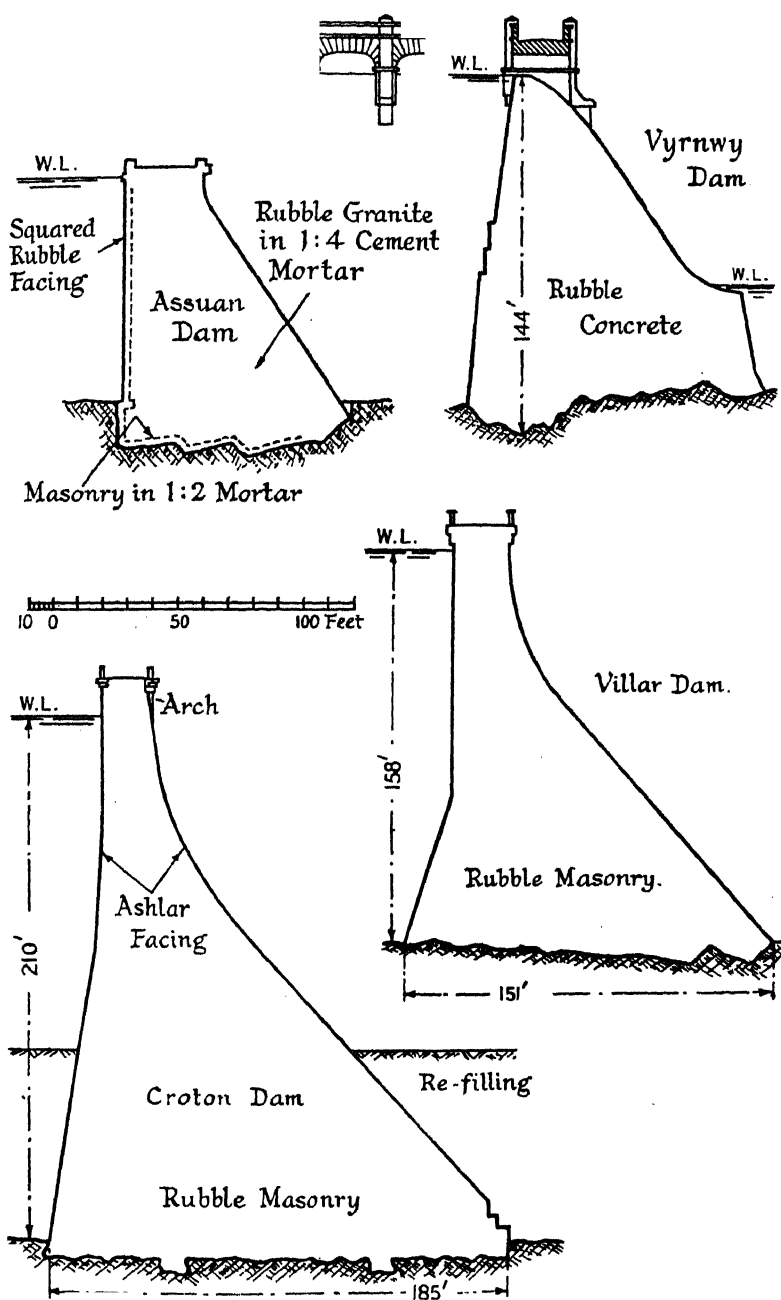 W.L.
Squared
Rubble
Facing
Assuan
Dam
Rubble Granite
in 1:4 Cement
Mortar
Masonry in 1:2 Mortar
W.L.
Vyrnwy
Dam
W.L.
144'
Rubble
Concrete
10 0 50 100 Feet
W.L.
158'
Villar Dam.
Rubble Masonry.
151'
W.L.
Arch
Ashlar
Facing
210'
Re-filling
Croton Dam
Rubble Masonry
185'